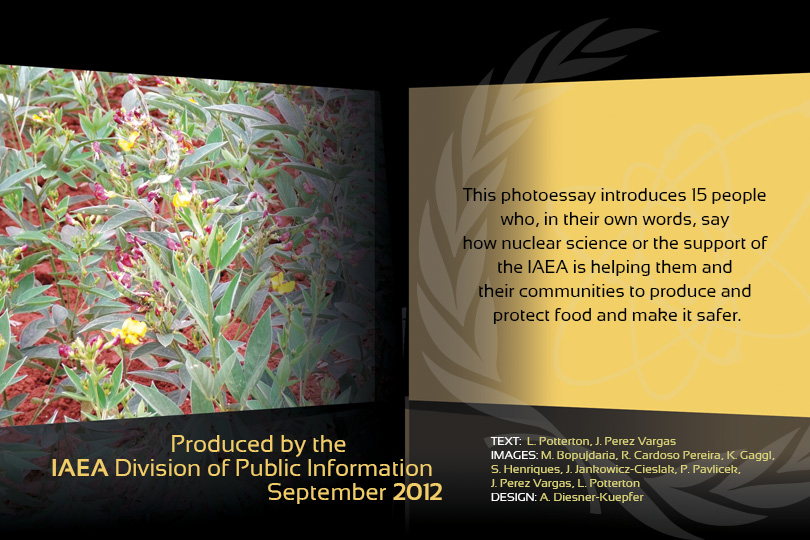 This photoessay introduces 15 people
who, in their own words, say
how nuclear science or the support of
the IAEA is helping them and
their communities to produce and
protect food and make it safer.
Produced by the
IAEA Division of Public Information
September 2012
TEXT: L. Potterton, J. Perez Vargas
IMAGES: M. Bopujdaria, R. Cardoso Pereira, K. Gaggl,
S. Henriques, J. Jankowicz-Cieslak, P. Pavlicek,
J. Perez Vargas, L. Potterton
DESIGN: A. Diesner-Kuepfer